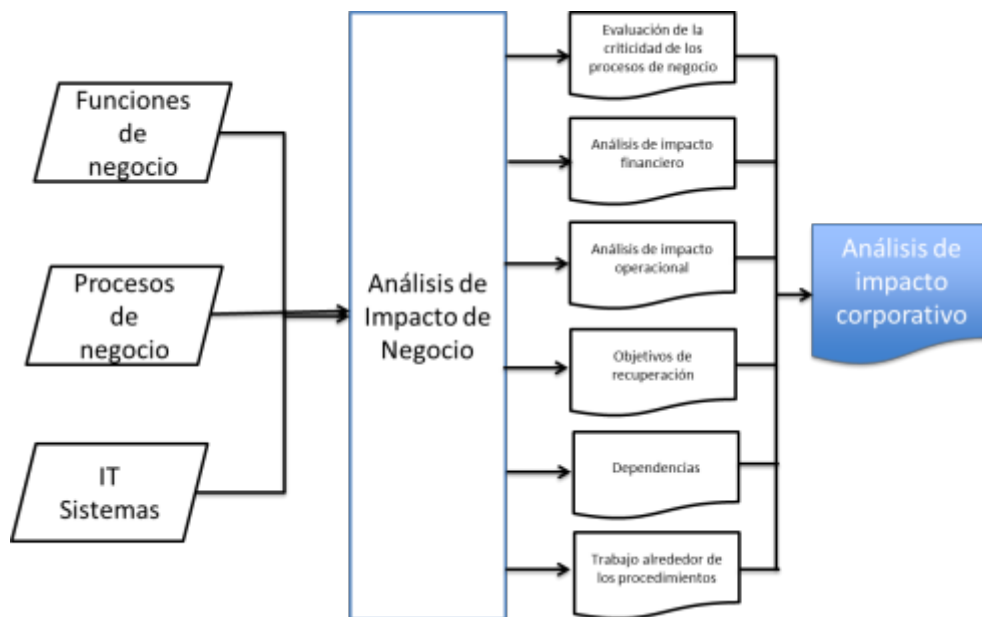 Funciones
de
negocio
Procesos
de
negocio
IT
Sistemas
Análisis de
Impacto de
Negocio
Evaluación de la
criticidad de los
procesos de negocio
Análisis de impacto
financiero
Análisis de impacto
operacional
Objetivos de
recuperación
Dependencias
Trabajo alrededor de
los procedimientos
Análisis de
impacto
corporativo